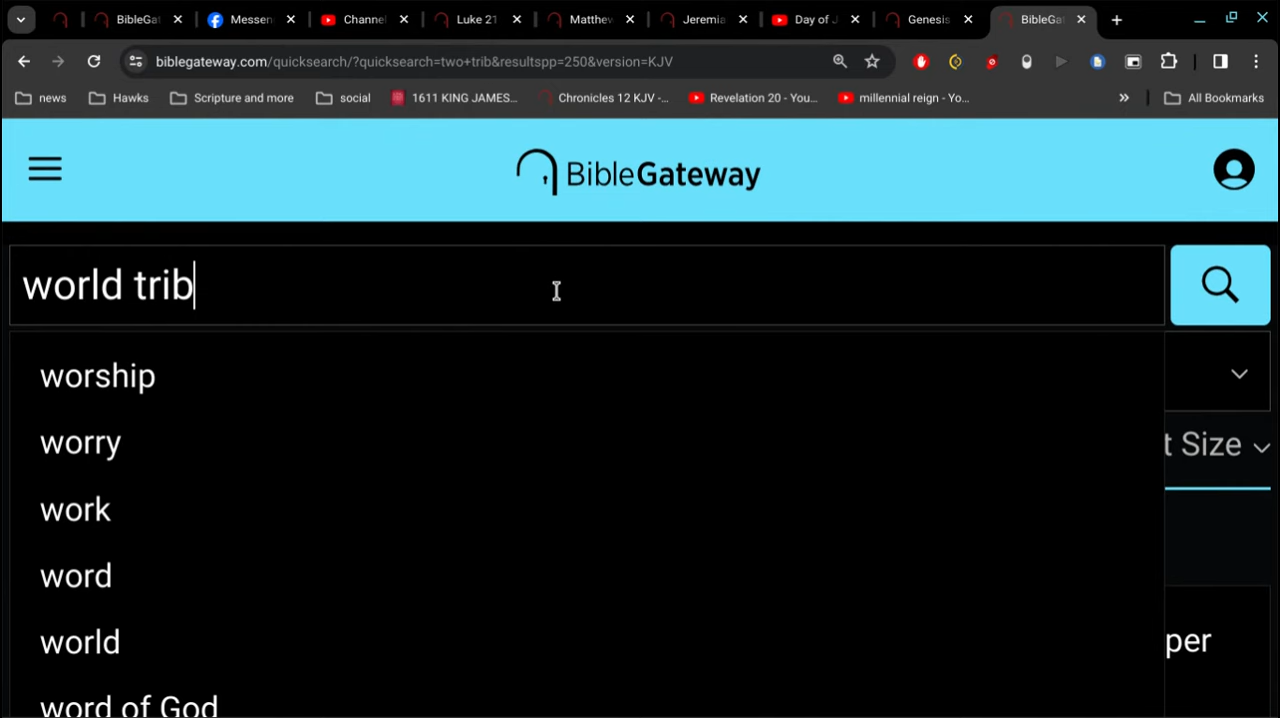 BibleGa
Messen
Channel
Luke 21
Matthew
Jeremia
Day of J
Genesis
BibleGa
biblegateway.com/quicksearch/?quicksearch=two+trib&resultspp=250&version=KJV
news Hawks Scripture and more social 1611 KING JAMES... Chronicles 12 KJV -... Revelation 20 - You... millennial reign - Yo... » All Bookmarks
BibleGateway
world trib
worship
worry
t Size
work
word
world
per
word of God